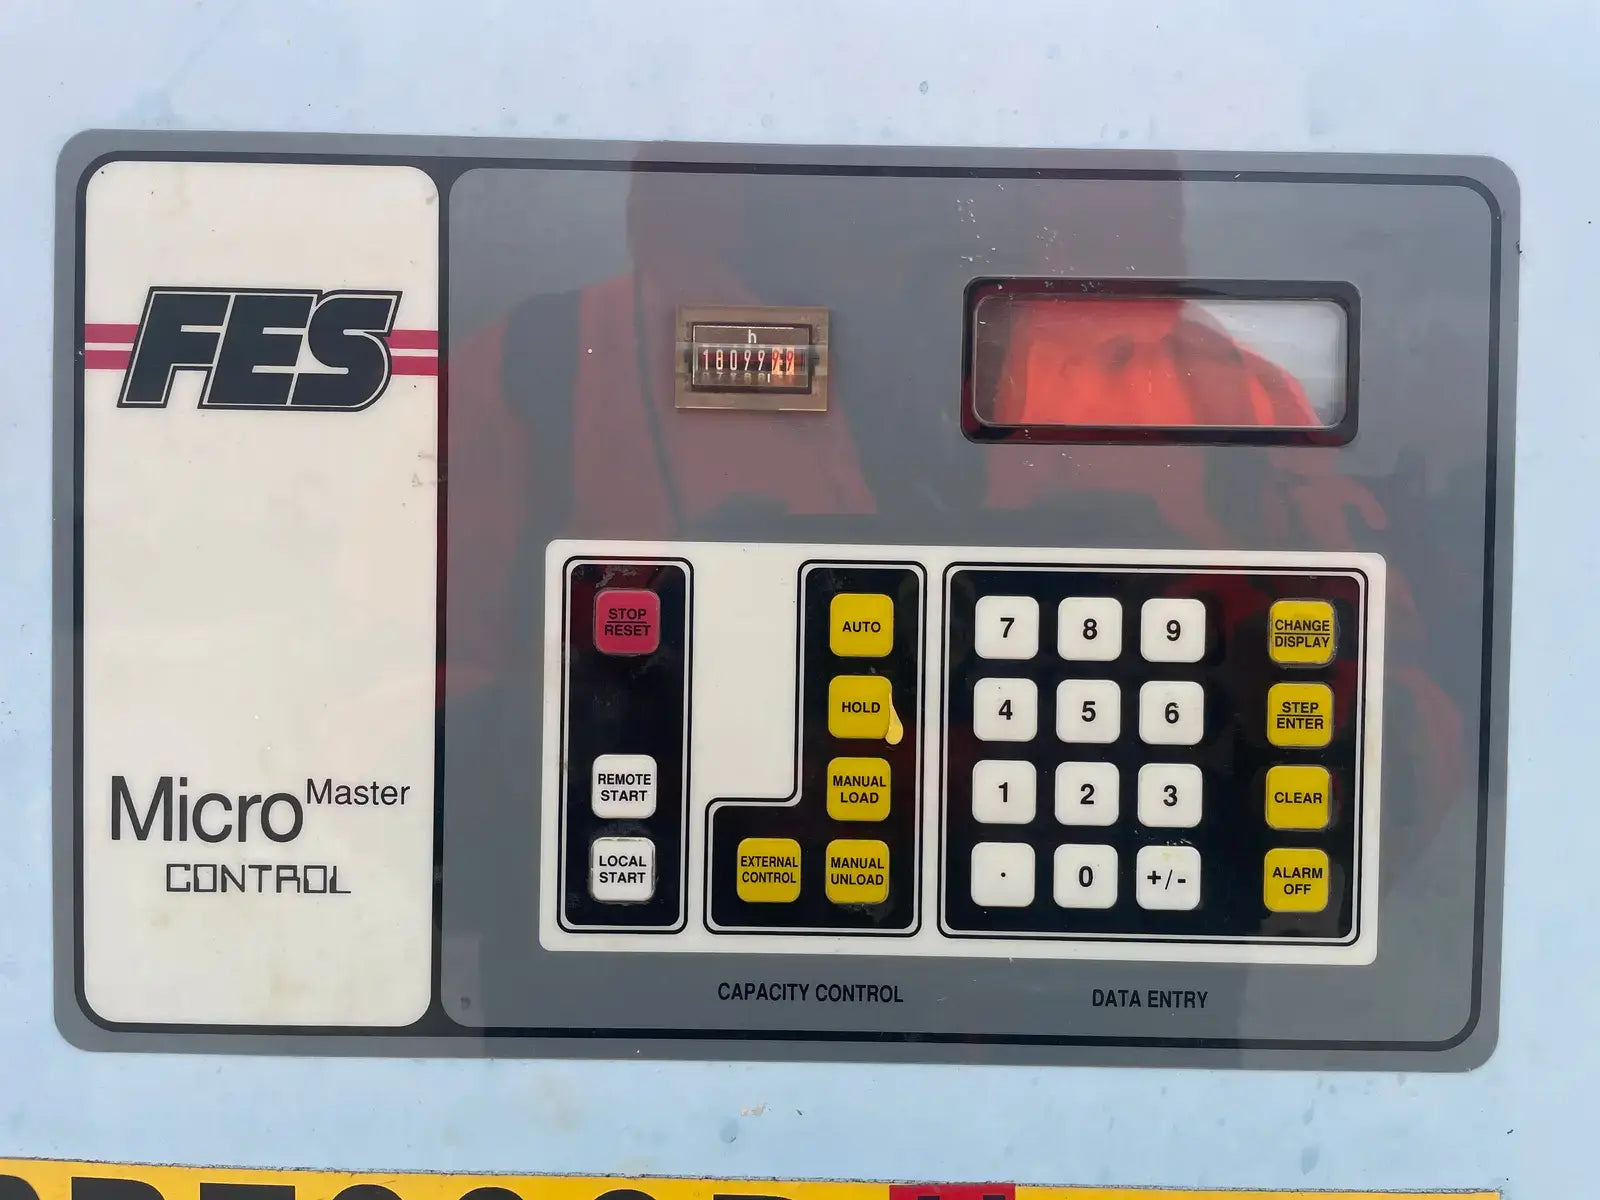 FES
Micro Master
CONTROL
h
18099
STOP
RESET
REMOTE
START
LOCAL
START
AUTO
HOLD
MANUAL
LOAD
EXTERNAL
CONTROL
MANUAL
UNLOAD
7 8 9
4 5 6
1 2 3
. 0 +/-
CHANGE
DISPLAY
STEP
ENTER
CLEAR
ALARM
OFF
CAPACITY CONTROL
DATA ENTRY